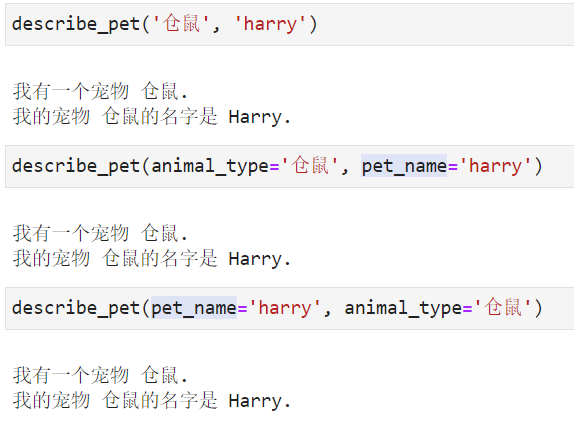 describe_pet('仓鼠', 'harry')
我有一个宠物 仓鼠.
我的宠物 仓鼠的名字是 Harry.
describe_pet(animal_type='仓鼠', pet_name='harry')
我有一个宠物 仓鼠.
我的宠物 仓鼠的名字是 Harry.
describe_pet(pet_name='harry', animal_type='仓鼠')
我有一个宠物 仓鼠.
我的宠物 仓鼠的名字是 Harry.